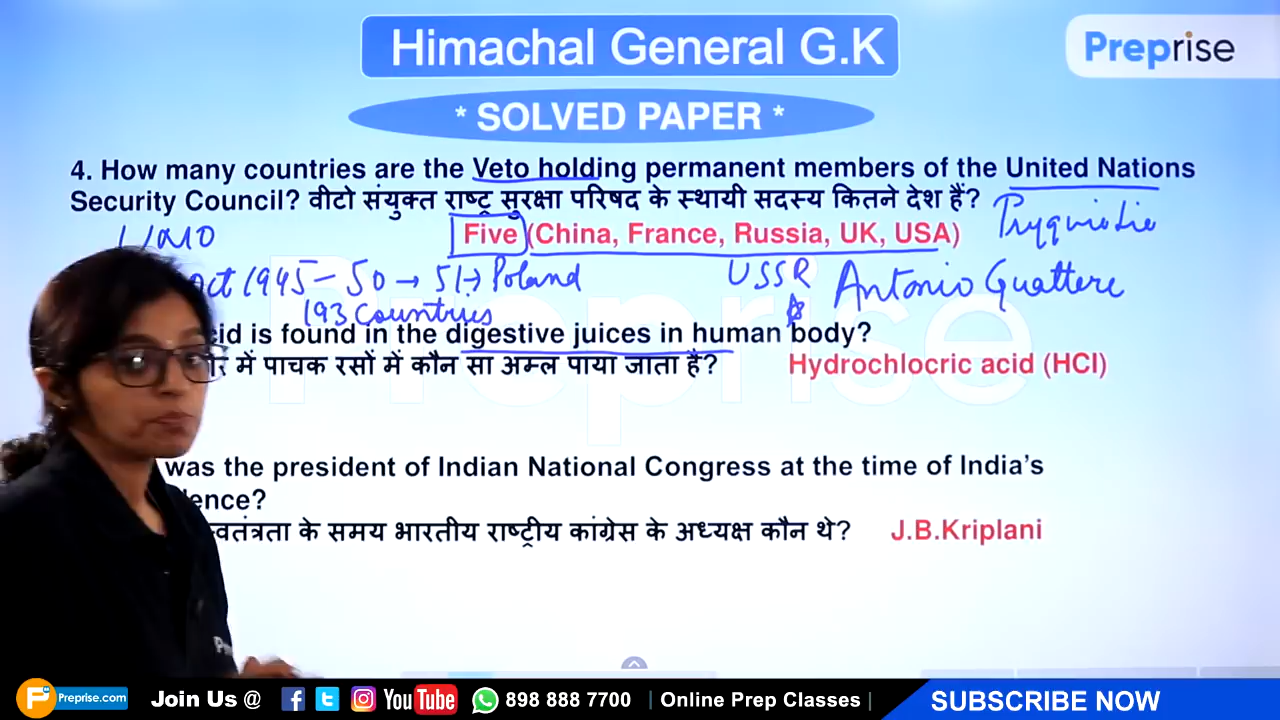 Himachal General G.K
Preprise
* SOLVED PAPER *
4. How many countries are the Veto holding permanent members of the United Nations
Security Council? वीटो संयुक्त राष्ट्र सुरक्षा परिषद के स्थायी सदस्य कितने देश हैं?
UNO
Five (China, France, Russia, UK, USA)
Oct 1945 - 50 → 51 → Poland
USSR
Antonio Guattere
193 Countries
cid is found in the digestive juices in human body?
र में पाचक रसों में कौन सा अम्ल पाया जाता है?
Hydrochlocric acid (HCl)
Preprise
was the president of Indian National Congress at the time of India's
dence?
स्वतंत्रता के समय भारतीय राष्ट्रीय कांग्रेस के अध्यक्ष कौन थे?
J.B.Kriplani
Preprise.com
Join Us @
YouTube
898 888 7700
Online Prep Classes
SUBSCRIBE NOW